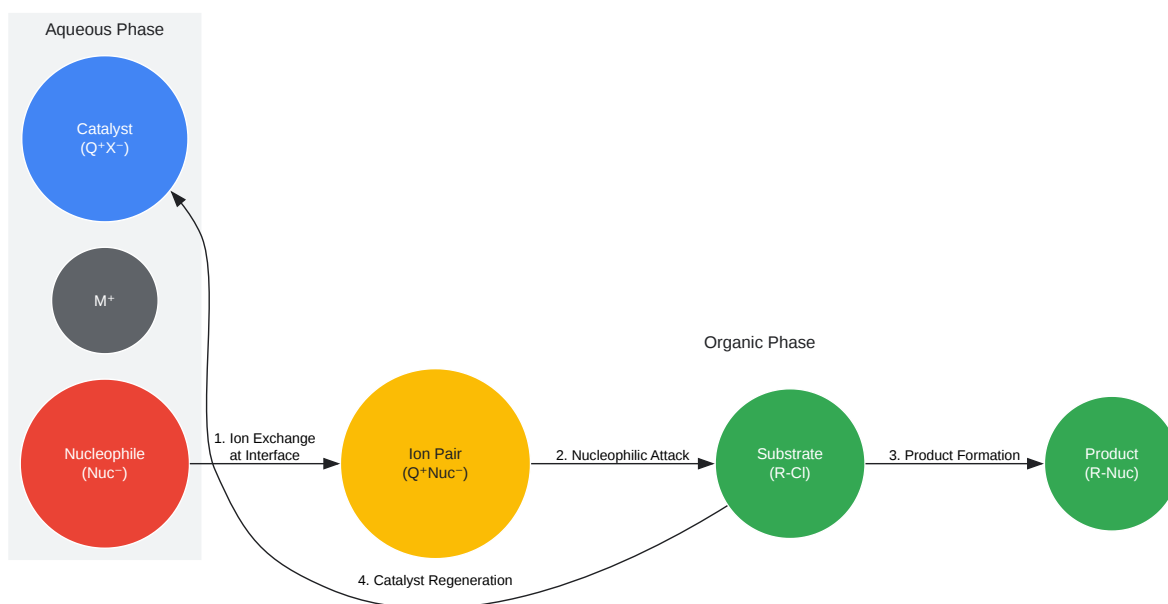 Aqueous Phase
Catalyst
(Q⁺X⁻)
M⁺
Nucleophile
(Nuc⁻)
1. Ion Exchange
at Interface
Ion Pair
(Q⁺Nuc⁻)
2. Nucleophilic Attack
Organic Phase
Substrate
(R-Cl)
3. Product Formation
Product
(R-Nuc)
4. Catalyst Regeneration